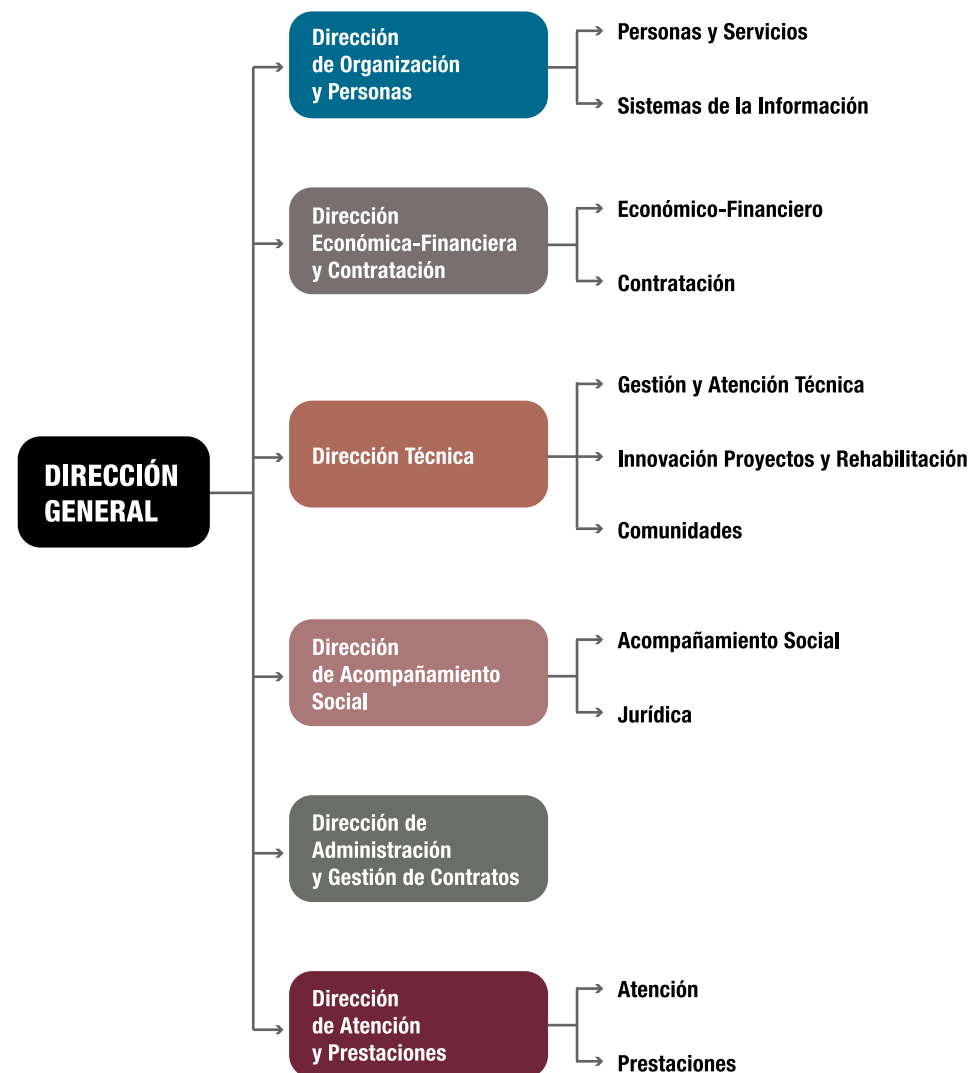 DIRECCIÓN
GENERAL
Dirección
de Organización
y Personas
Personas y Servicios
Sistemas de la Información
Dirección
Económica-Financiera
y Contratación
Económico-Financiero
Contratación
Dirección Técnica
Gestión y Atención Técnica
Innovación Proyectos y Rehabilitación
Comunidades
Dirección
de Acompañamiento
Social
Acompañamiento Social
Jurídica
Dirección de
Administración
y Gestión de Contratos
Dirección
de Atención
y Prestaciones
Atención
Prestaciones